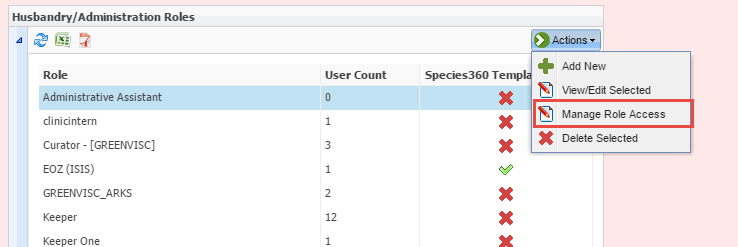 Husbandry/Administration Roles
Actions
Add New
View/Edit Selected
Manage Role Access
Delete Selected
Role User Count Species360 Templa
Administrative Assistant 0
clinicintern 1
Curator - [GREENVISC] 3
EOZ (ISIS) 1
GREENVISC_ARKS 2
Keeper 12
Keeper One 1